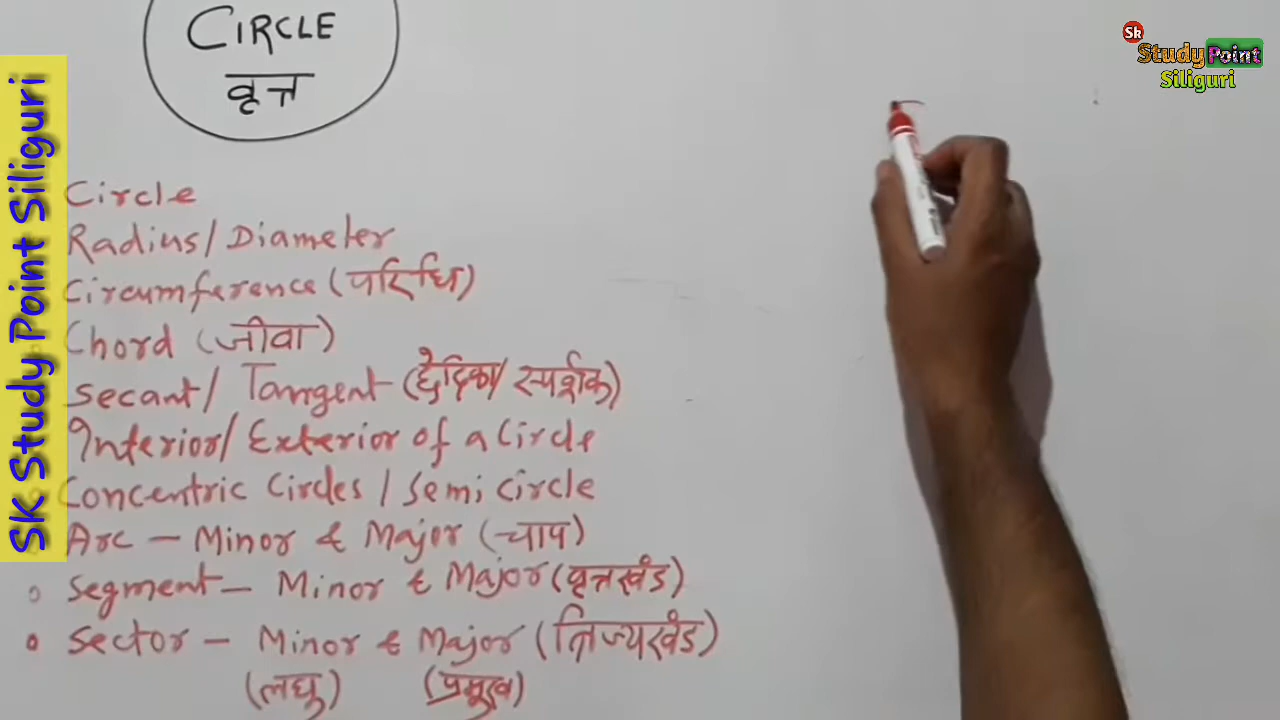 CIRCLE
वृत्त
Circle
Radius/Diameter
Circumference (परिधि)
Chord (जीवा)
Secant/ Tangent (छेदिका/ स्पर्शक)
Interior/ Exterior of a Circle
Concentric Circles / Semi circle
Arc — Minor & Major (चाप)
Segment — Minor & Major (वृत्तखंड)
Sector — Minor & Major (त्रिज्यखंड)
(लघु) (प्रमुख)
SK Study Point Siliguri
Sk
Study Point
Siliguri